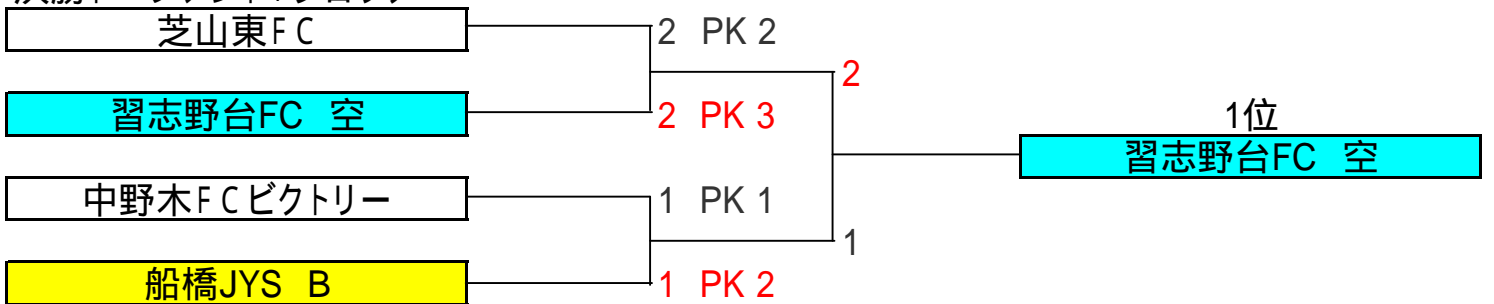 芝山東FC
2 PK 2
2
習志野台FC 空
2 PK 3
1位
習志野台FC 空
中野木FCビクトリー
1 PK 1
1
船橋JYS B
1 PK 2